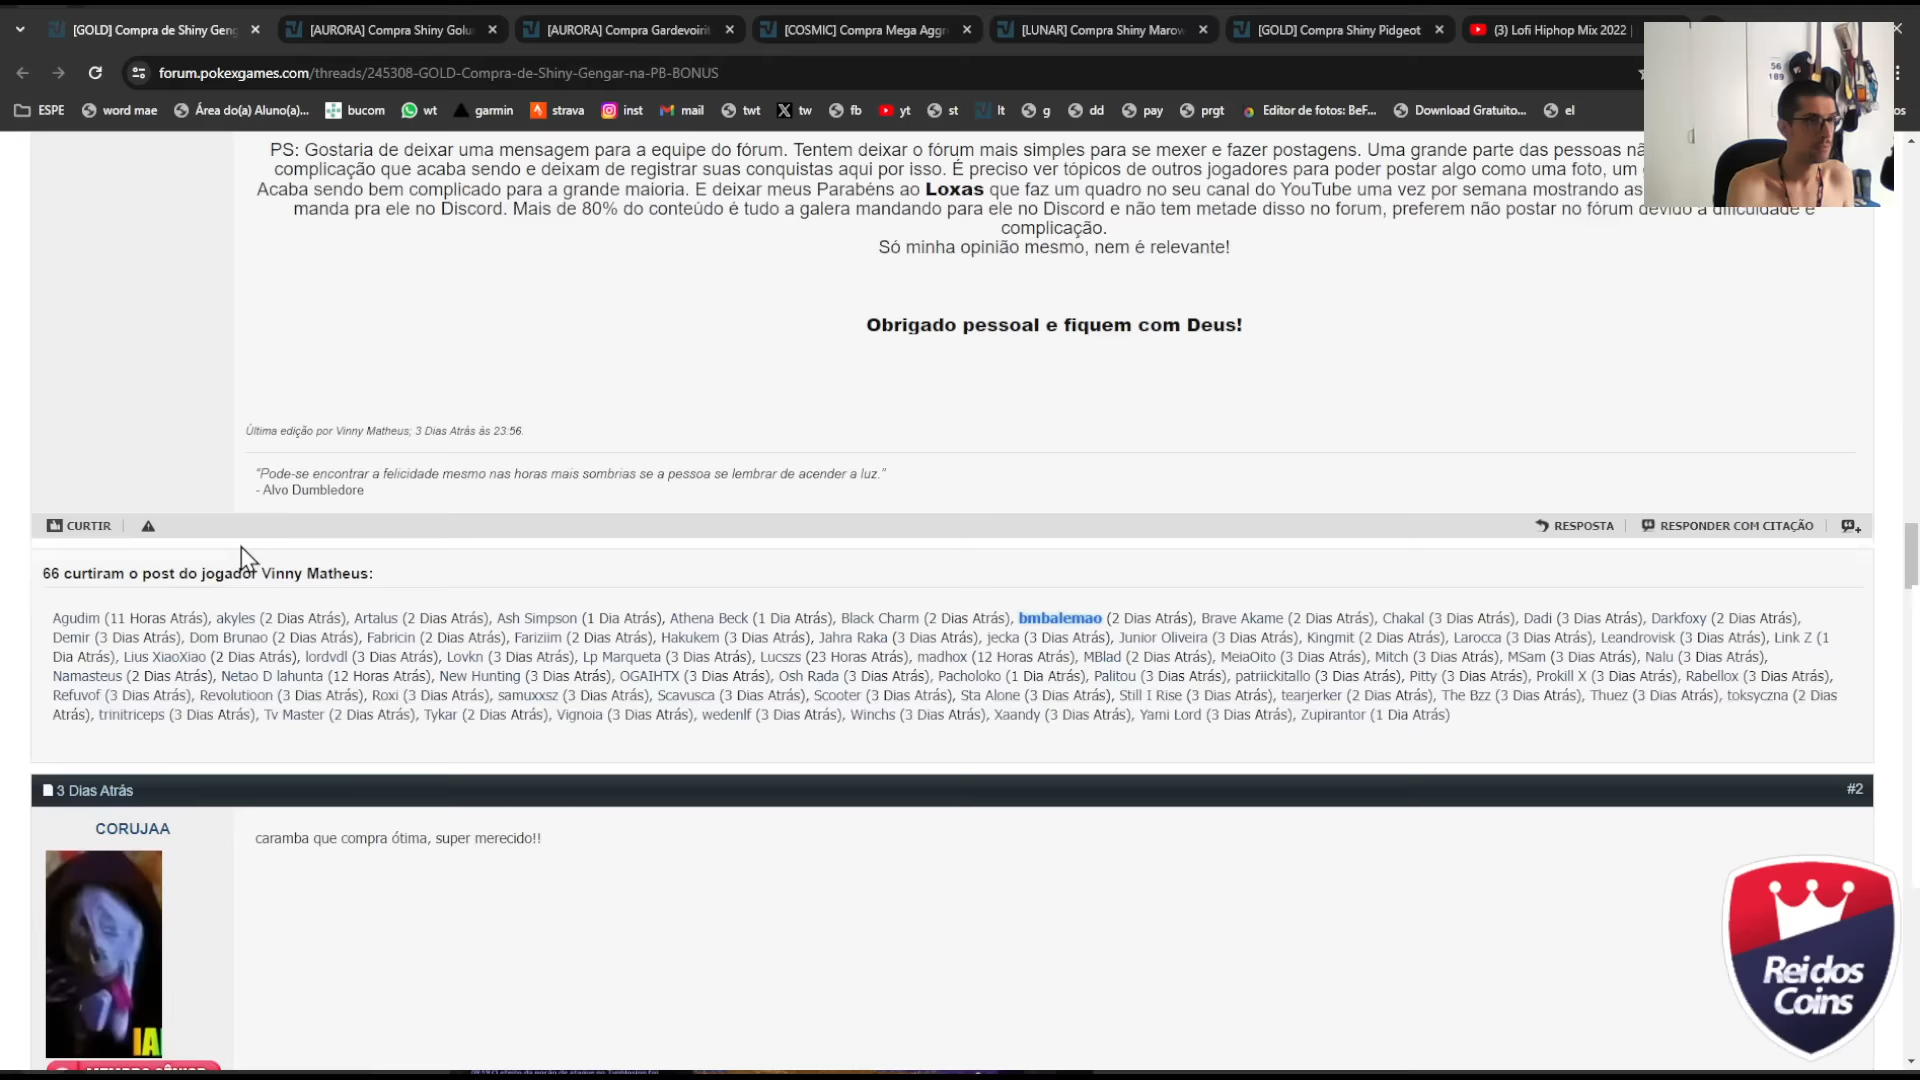 [GOLD] Compra de Shiny Geng
[AURORA] Compra Shiny Golu
[AURORA] Compra Gardevoirit
[COSMIC] Compra Mega Aggr
[LUNAR] Compra Shiny Marow
[GOLD] Compra Shiny Pidgeot
(3) Lofi Hiphop Mix 2022 |
forum.pokexgames.com/threads/245308-GOLD-Compra-de-Shiny-Gengar-na-PB-BONUS
ESPE word mae Área do(a) Aluno(a)... bucom wt garmin strava inst mail twt tw fb yt st lt g dd pay prgt Editor de fotos: BeF... Download Gratuito... el
56
189
PS: Gostaria de deixar uma mensagem para a equipe do fórum. Tentem deixar o fórum mais simples para se mexer e fazer postagens. Uma grande parte das pessoas nã
complicação que acaba sendo e deixam de registrar suas conquistas aqui por isso. É preciso ver tópicos de outros jogadores para poder postar algo como uma foto, um
Acaba sendo bem complicado para a grande maioria. E deixar meus Parabéns ao Loxas que faz um quadro no seu canal do YouTube uma vez por semana mostrando as
manda pra ele no Discord. Mais de 80% do conteúdo é tudo a galera mandando para ele no Discord e não tem metade disso no forum, preferem não postar no fórum devido a dificuldade e
complicação.
Só minha opinião mesmo, nem é relevante!
Obrigado pessoal e fiquem com Deus!
Última edição por Vinny Matheus; 3 Dias Atrás às 23:56.
“Pode-se encontrar a felicidade mesmo nas horas mais sombrias se a pessoa se lembrar de acender a luz.”
- Alvo Dumbledore
CURTIR RESPOSTA RESPONDER COM CITAÇÃO
66 curtiram o post do jogador Vinny Matheus:
Agudim (11 Horas Atrás), akyles (2 Dias Atrás), Artalus (2 Dias Atrás), Ash Simpson (1 Dia Atrás), Athena Beck (1 Dia Atrás), Black Charm (2 Dias Atrás), bmbalemao (2 Dias Atrás), Brave Akame (2 Dias Atrás), Chakal (3 Dias Atrás), Dadi (3 Dias Atrás), Darkfoxy (2 Dias Atrás),
Demir (3 Dias Atrás), Dom Brunao (2 Dias Atrás), Fabricin (2 Dias Atrás), Fariziim (2 Dias Atrás), Hakukem (3 Dias Atrás), Jahra Raka (3 Dias Atrás), jecka (3 Dias Atrás), Junior Oliveira (3 Dias Atrás), Kingmit (2 Dias Atrás), Larocca (3 Dias Atrás), Leandrovisk (3 Dias Atrás), Link Z (1
Dia Atrás), Lius XiaoXiao (2 Dias Atrás), lordvdl (3 Dias Atrás), Lovkn (3 Dias Atrás), Lp Marqueta (3 Dias Atrás), Lucszs (23 Horas Atrás), madhox (12 Horas Atrás), MBlad (2 Dias Atrás), MeiaOito (3 Dias Atrás), Mitch (3 Dias Atrás), MSam (3 Dias Atrás), Nalu (3 Dias Atrás),
Namasteus (2 Dias Atrás), Netao D lahunta (12 Horas Atrás), New Hunting (3 Dias Atrás), OGAIHTX (3 Dias Atrás), Osh Rada (3 Dias Atrás), Pacholoko (1 Dia Atrás), Palitou (3 Dias Atrás), patriickitallo (3 Dias Atrás), Pitty (3 Dias Atrás), Prokill X (3 Dias Atrás), Rabellox (3 Dias Atrás),
Refuvof (3 Dias Atrás), Revolutioon (3 Dias Atrás), Roxi (3 Dias Atrás), samuxxsz (3 Dias Atrás), Scavusca (3 Dias Atrás), Scooter (3 Dias Atrás), Sta Alone (3 Dias Atrás), Still I Rise (3 Dias Atrás), tearjerker (2 Dias Atrás), The Bzz (3 Dias Atrás), Thuez (3 Dias Atrás), toksyczna (2 Dias
Atrás), trinitriceps (3 Dias Atrás), Tv Master (2 Dias Atrás), Tykar (2 Dias Atrás), Vignoia (3 Dias Atrás), wedenlf (3 Dias Atrás), Winchs (3 Dias Atrás), Xaandy (3 Dias Atrás), Yami Lord (3 Dias Atrás), Zupirantor (1 Dia Atrás)
3 Dias Atrás #2
CORUJAA
caramba que compra ótima, super merecido!!
IA
Rei dos
Coins